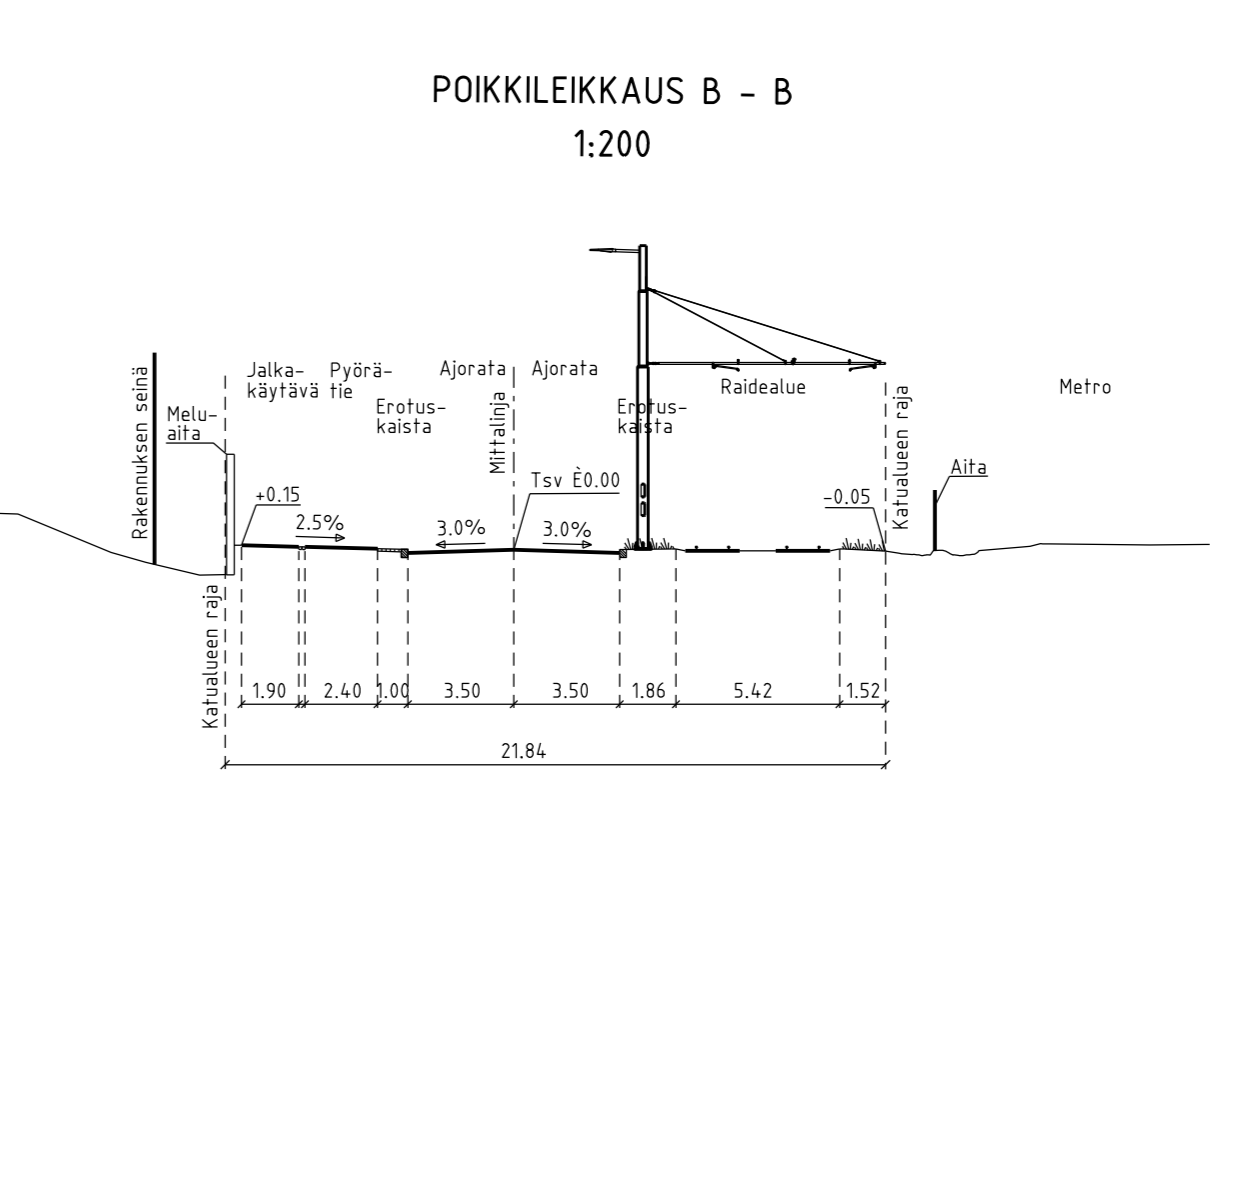 POIKKILEIKKAUS B - B
1:200
Jalka-
käytävä
Pyörä-
tie
Ajorata
Ajorata
Erotus-
kaista
Mittalinja
Erotus-
kaista
Raidealue
Metro
Rakennuksen seinä
Melu-
aita
Katualueen raja
Aita
+0.15
2.5%
3.0%
Tsv È0.00
3.0%
-0.05
Katualueen raja
1.90
2.40
1.00
3.50
3.50
1.86
5.42
1.52
21.84